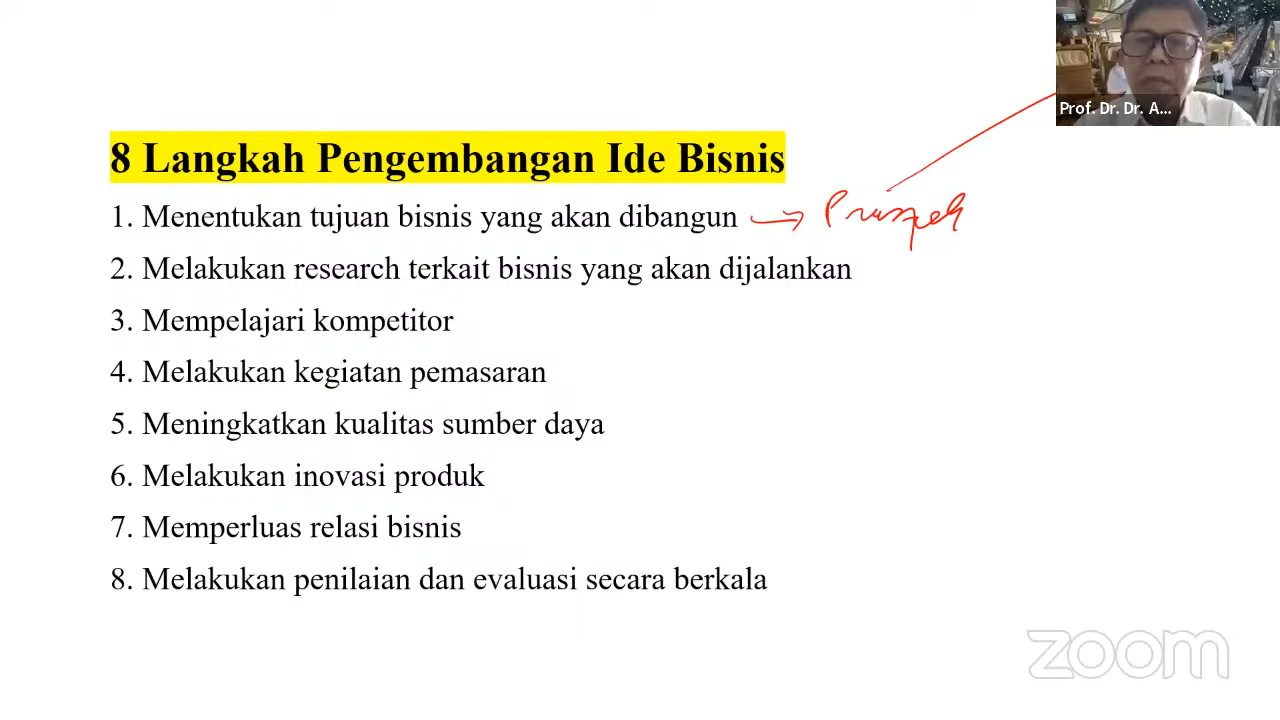 Prof. Dr. Dr. A...
8 Langkah Pengembangan Ide Bisnis
1. Menentukan tujuan bisnis yang akan dibangun → Prospek
2. Melakukan research terkait bisnis yang akan dijalankan
3. Mempelajari kompetitor
4. Melakukan kegiatan pemasaran
5. Meningkatkan kualitas sumber daya
6. Melakukan inovasi produk
7. Memperluas relasi bisnis
8. Melakukan penilaian dan evaluasi secara berkala
zoom